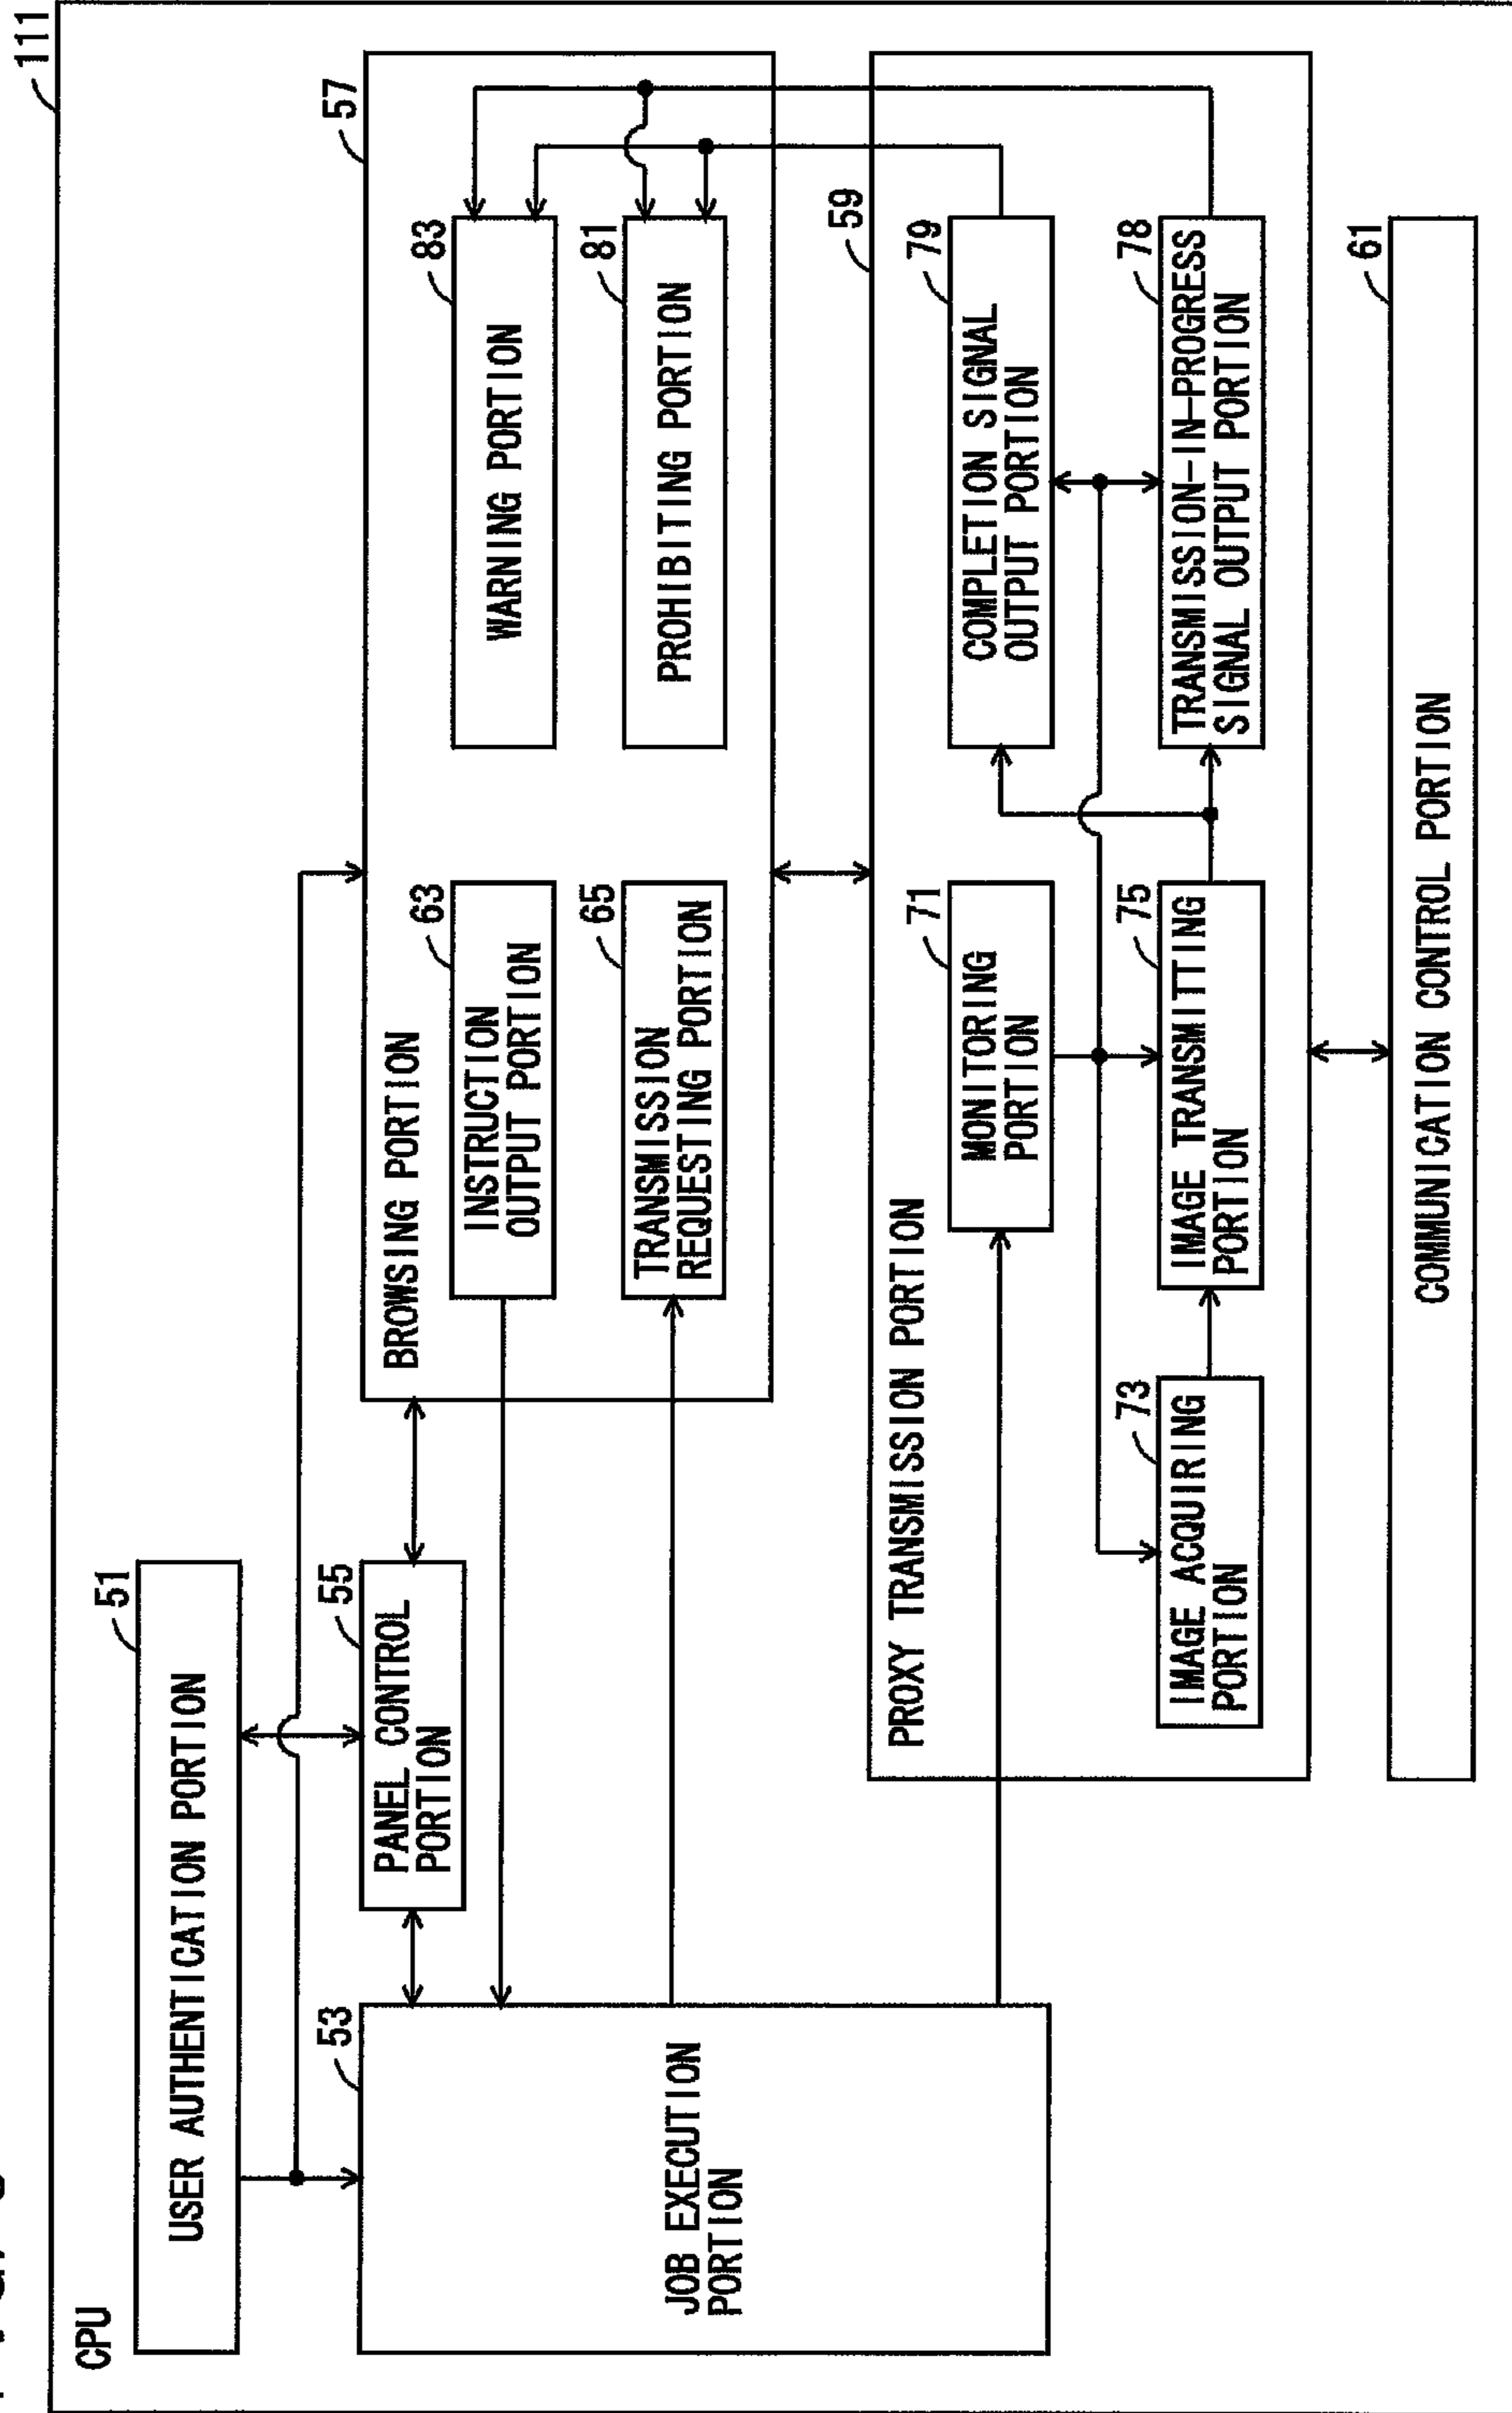 111
CPU
51
USER AUTHENTICATION PORTION
53
JOB EXECUTION
PORTION
55
PANEL CONTROL
PORTION
57
BROWSING PORTION
63
INSTRUCTION
OUTPUT PORTION
65
TRANSMISSION
REQUESTING PORTION
83
WARNING PORTION
81
PROHIBITING PORTION
59
PROXY TRANSMISSION PORTION
71
MONITORING
PORTION
73
IMAGE ACQUIRING
PORTION
75
IMAGE TRANSMITTING
PORTION
79
COMPLETION SIGNAL
OUTPUT PORTION
78
TRANSMISSION-IN-PROGRESS
SIGNAL OUTPUT PORTION
61
COMMUNICATION CONTROL PORTION